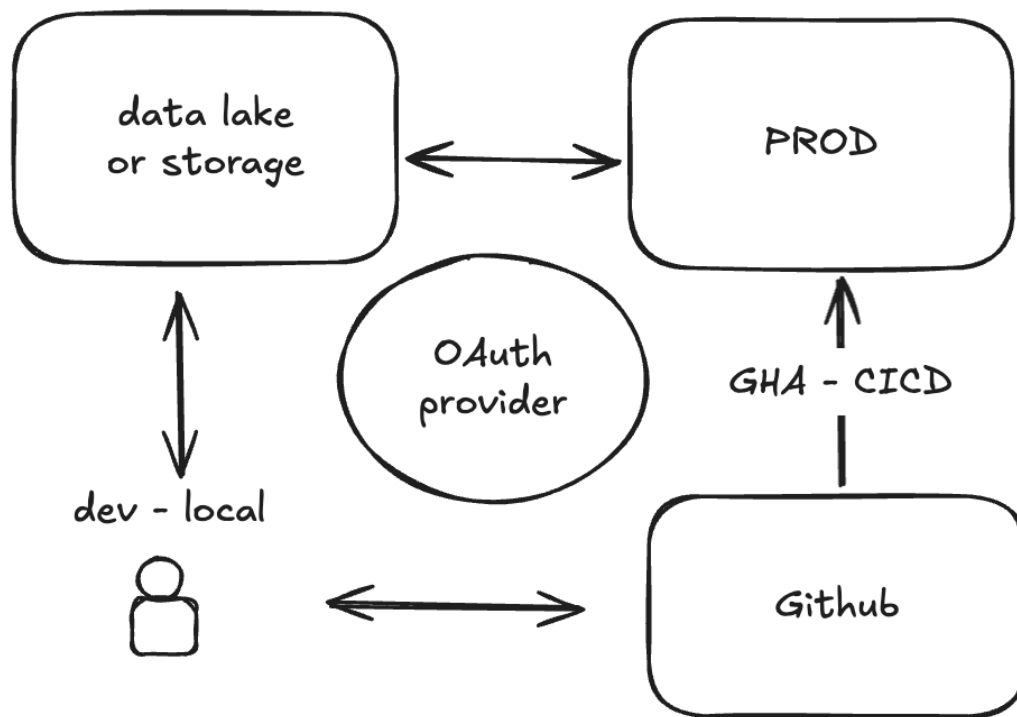 data lake
or storage
PROD
OAuth
provider
GHA - CICD
dev - local
Github